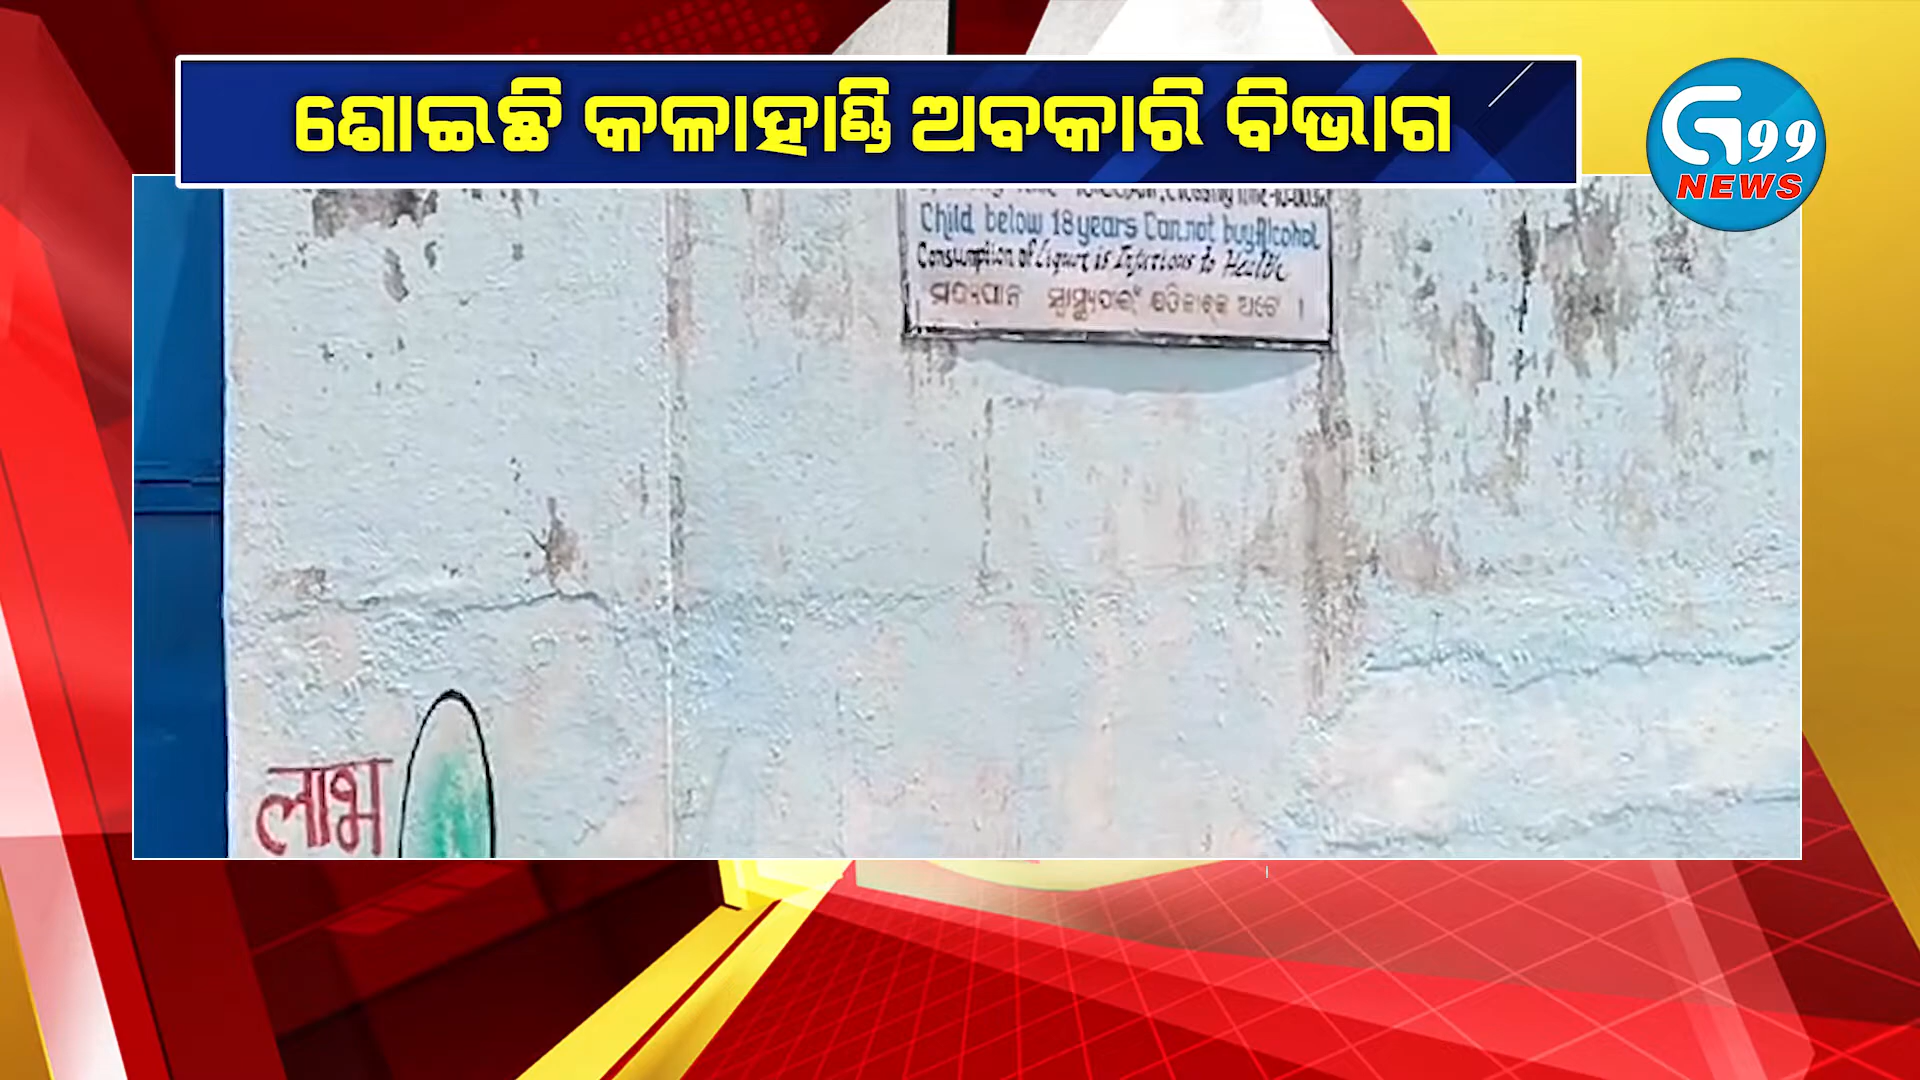 ଶୋଇଛି କଳାହାଣ୍ଡି ଅବକାରି ବିଭାଗ
G99
NEWS
Child below 18 years Can.not buy Alcohol
Consumption of Liquor is Injurious to Health
ମଦ୍ୟପାନ ସ୍ୱାସ୍ଥ୍ୟପାଇଁ କ୍ଷତିକାରକ ଅଟେ ।
ଲାଭ